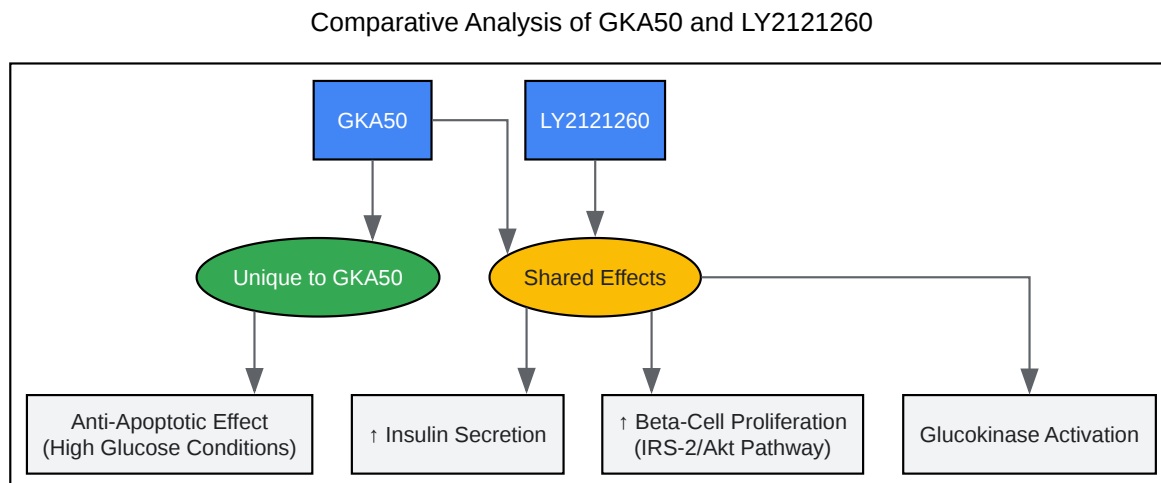 Comparative Analysis of GKA50 and LY2121260
GKA50
LY2121260
Unique to GKA50
Shared Effects
Anti-Apoptotic Effect
(High Glucose Conditions)
↑ Insulin Secretion
↑ Beta-Cell Proliferation
(IRS-2/Akt Pathway)
Glucokinase Activation